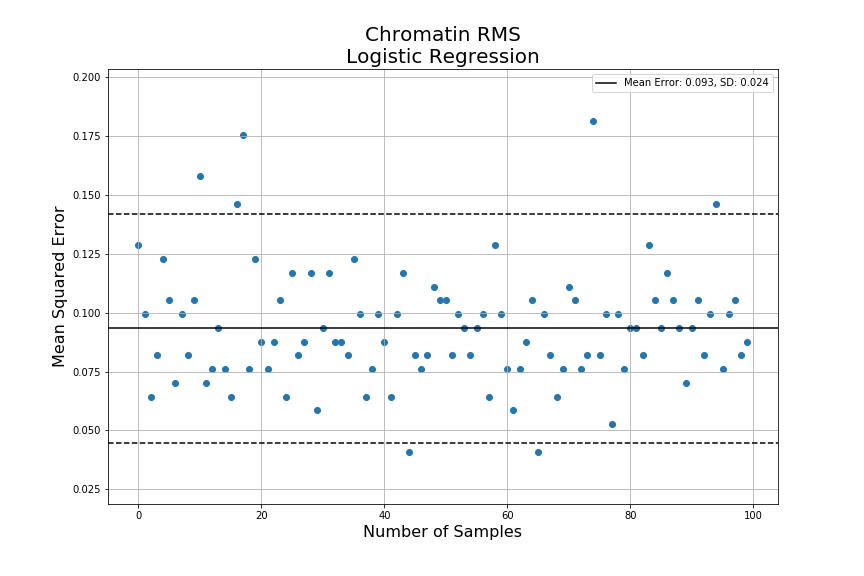 Chromatin RMS
Logistic Regression
Mean Error: 0.093, SD: 0.024
Mean Squared Error
0.200
0.175
0.150
0.125
0.100
0.075
0.050
0.025
0 20 40 60 80 100
Number of Samples